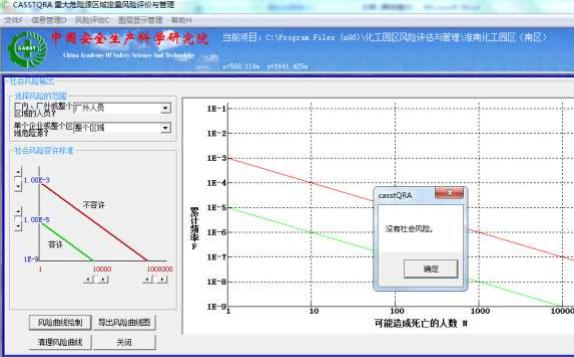 CASSTQRA 重大危险源区域定量风险评价与管理
文件F 信息管理D 风险评估C 图层显示管理 帮助H
中国安全生产科学研究院
China Academy Of Safety Science And Technology
当前项目: C:\Program Files (x86)\化工园区风险评估与管理\淮南化工园区（南区）
x=560.119m y=1641.425m
社会风险输出
选择风险的范围
厂内、厂外或整个区域的人员? 厂外人员
单个企业或整个区域危险源? 整个区域
社会风险容许标准
1.00E-3
不容许
1.00E-5
容许
1E-9
1 10000 1000000
风险曲线绘制 导出风险曲线图
清理风险曲线 关闭
累计频率 F
1E-1
1E-2
1E-3
1E-4
1E-5
1E-6
1E-7
1E-8
1E-9
1 10 100 1000 10000
可能造成死亡的人数 N
casstQRA
没有社会风险。
确定